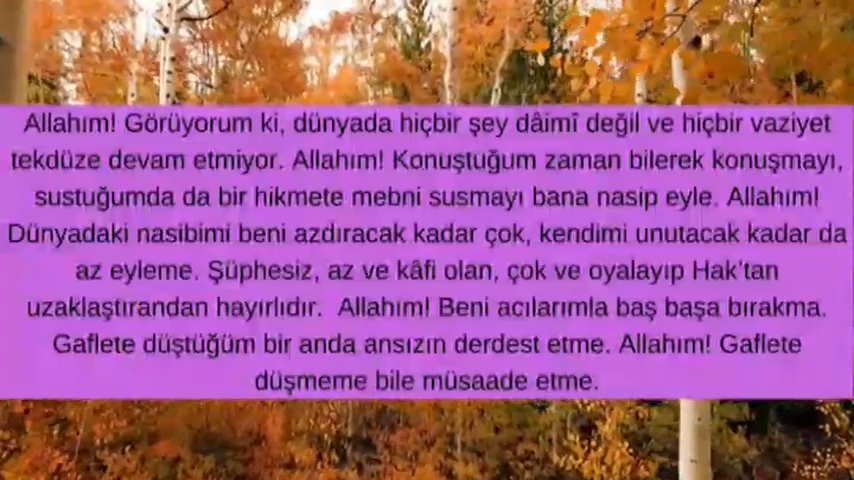 Allahım! Görüyorum ki, dünyada hiçbir şey dâimî değil ve hiçbir vaziyet
tekdüze devam etmiyor. Allahım! Konuştuğum zaman bilerek konuşmayı,
sustuğumda da bir hikmete mebni susmayı bana nasip eyle. Allahım!
Dünyadaki nasibimi beni azdıracak kadar çok, kendimi unutacak kadar da
az eyleme. Şüphesiz, az ve kâfi olan, çok ve oyalayıp Hak'tan
uzaklaştırandan hayırlıdır. Allahım! Beni acılarımla baş başa bırakma.
Gaflete düştüğüm bir anda ansızın derdest etme. Allahım! Gaflete
düşmeme bile müsaade etme.